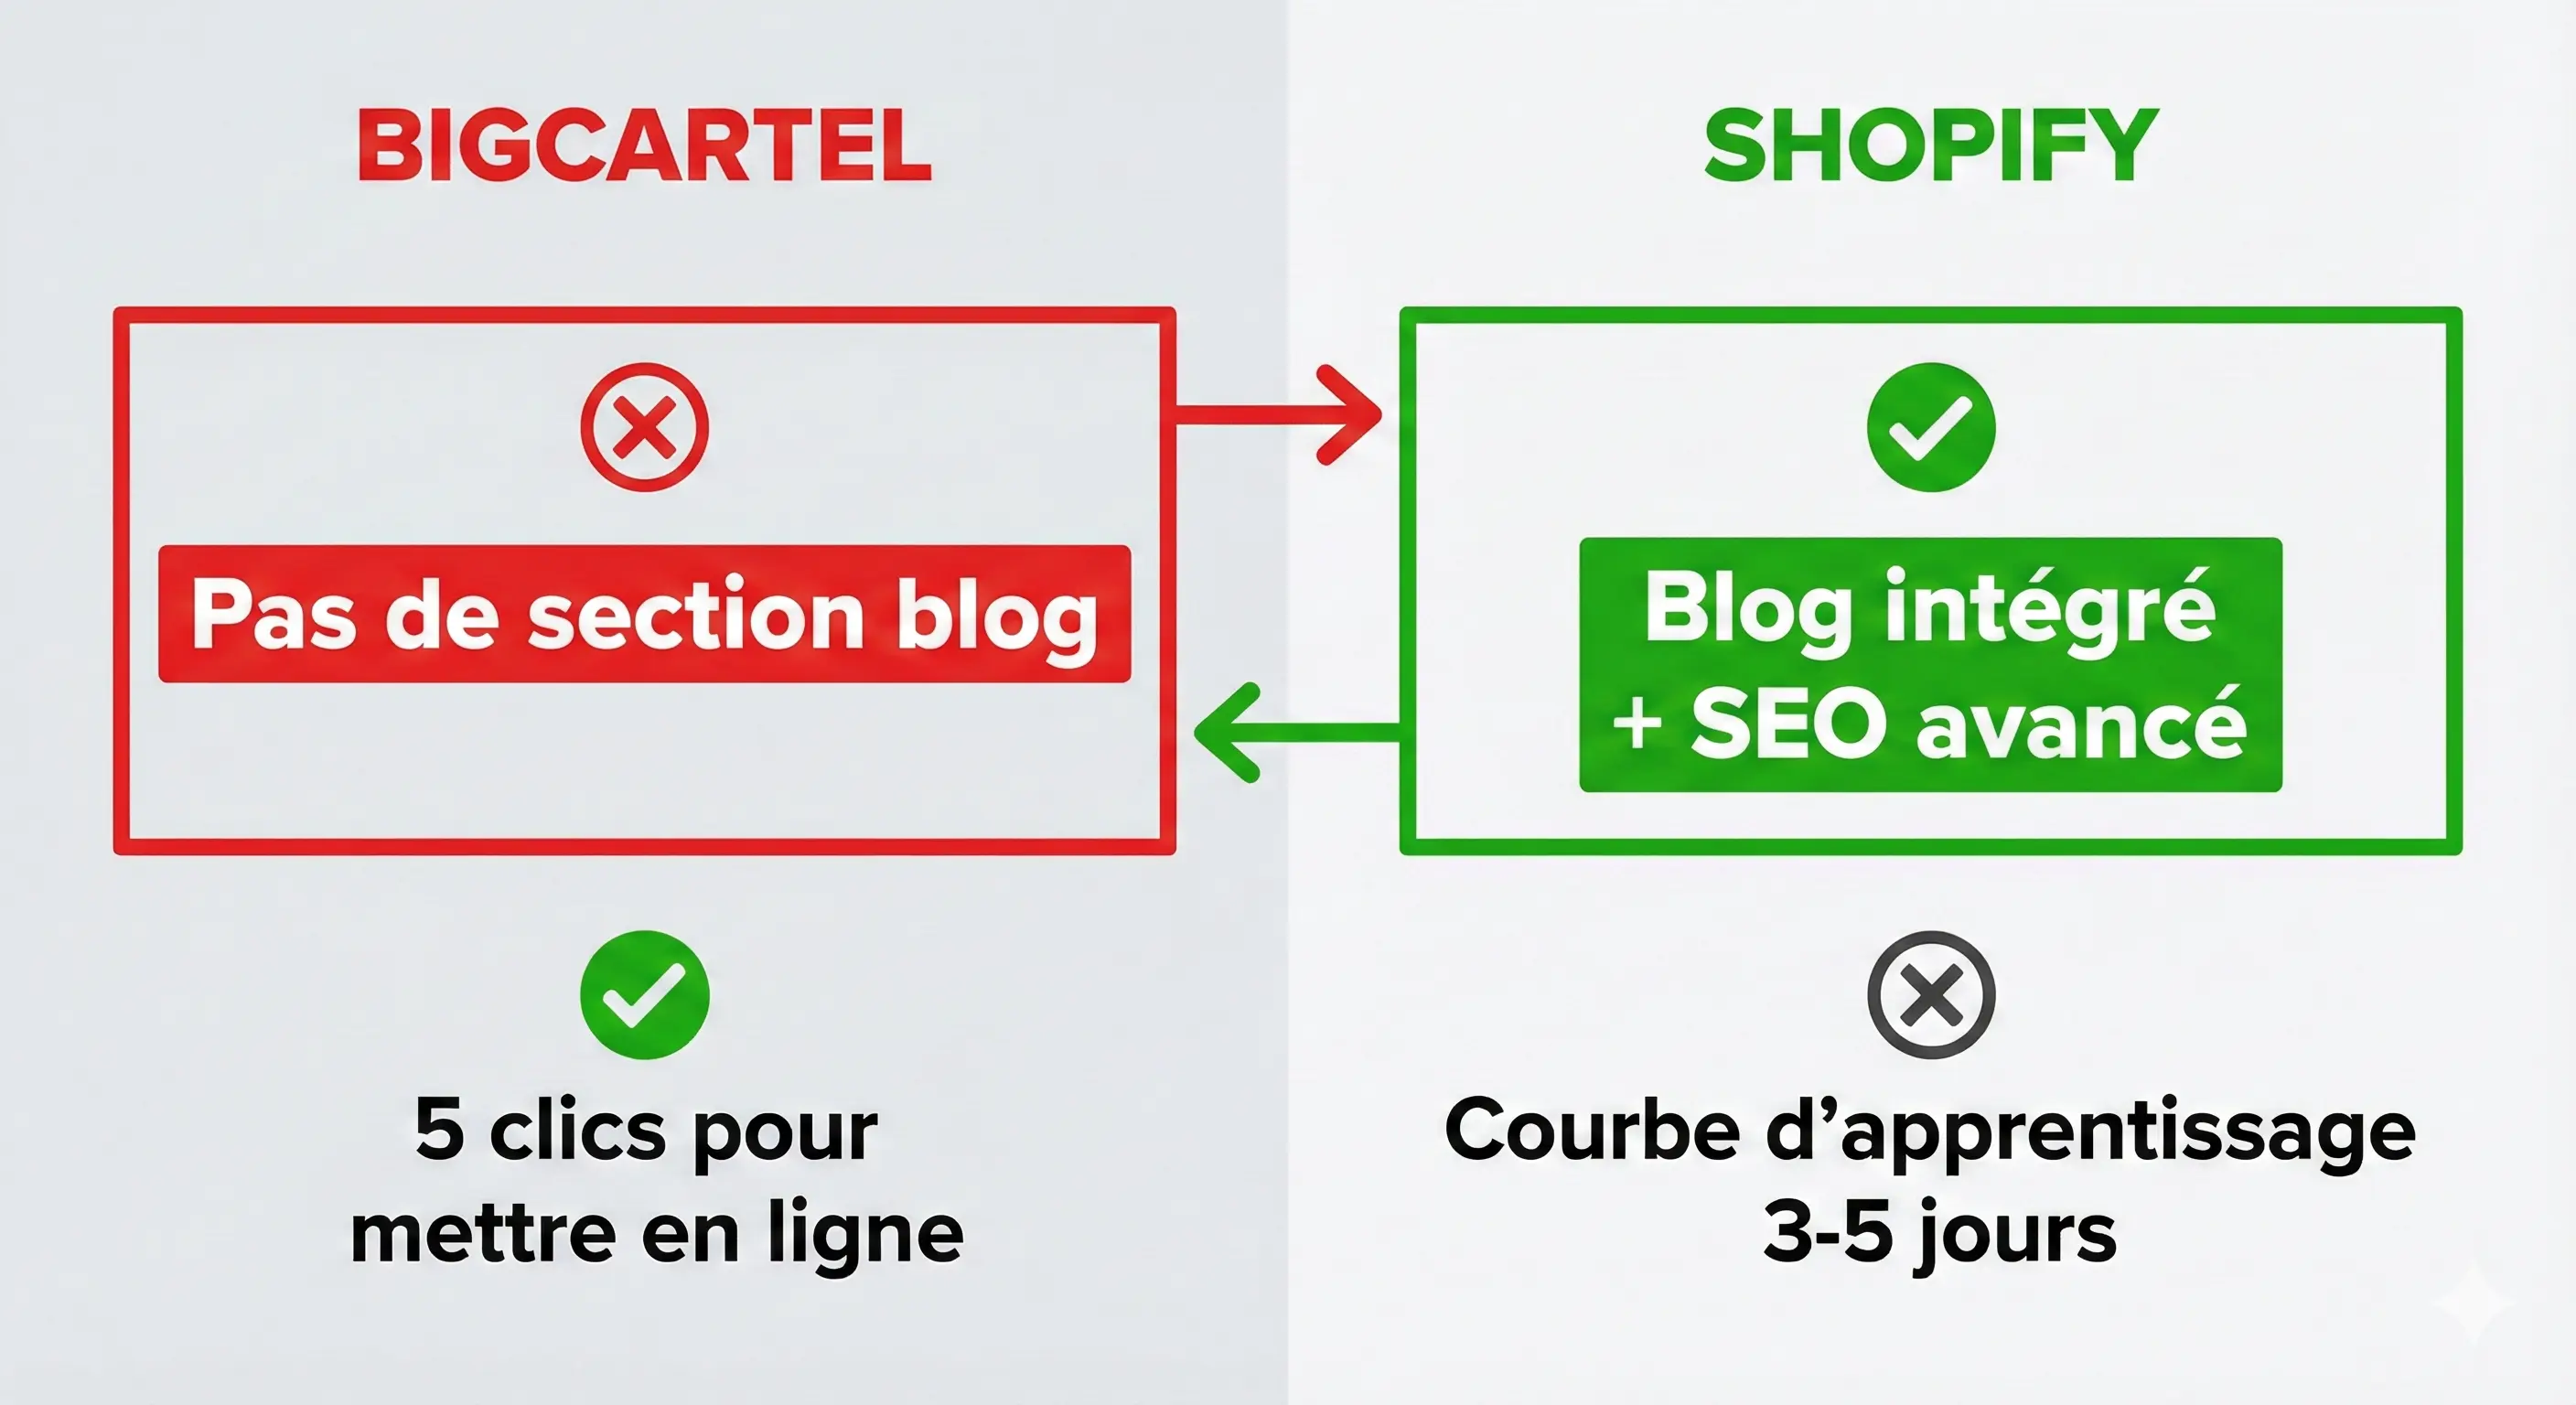 BIGCARTEL
Pas de section blog
5 clics pour
mettre en ligne
SHOPIFY
Blog intégré
+ SEO avancé
Courbe d’apprentissage
3-5 jours